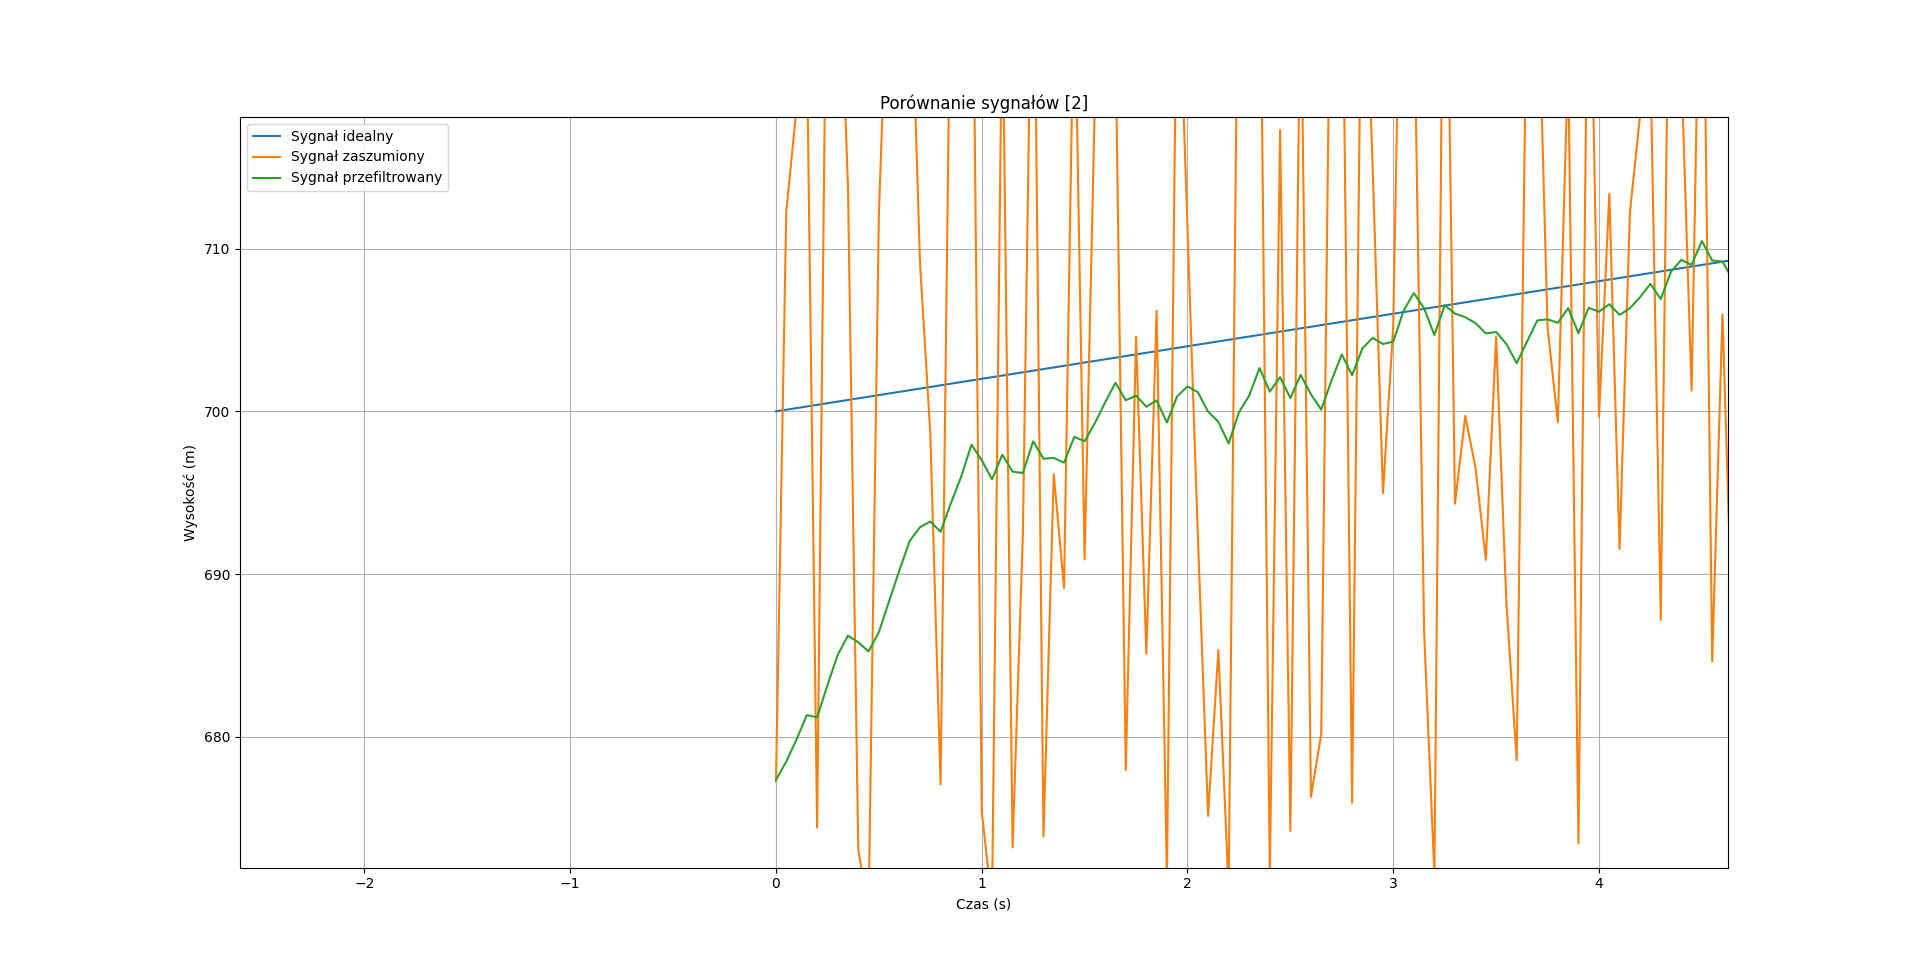 Porównanie sygnałów [2]
Sygnał idealny
Sygnał zaszumiony
Sygnał przefiltrowany
Wysokość (m)
710
700
690
680
−2 −1 0 1 2 3 4
Czas (s)